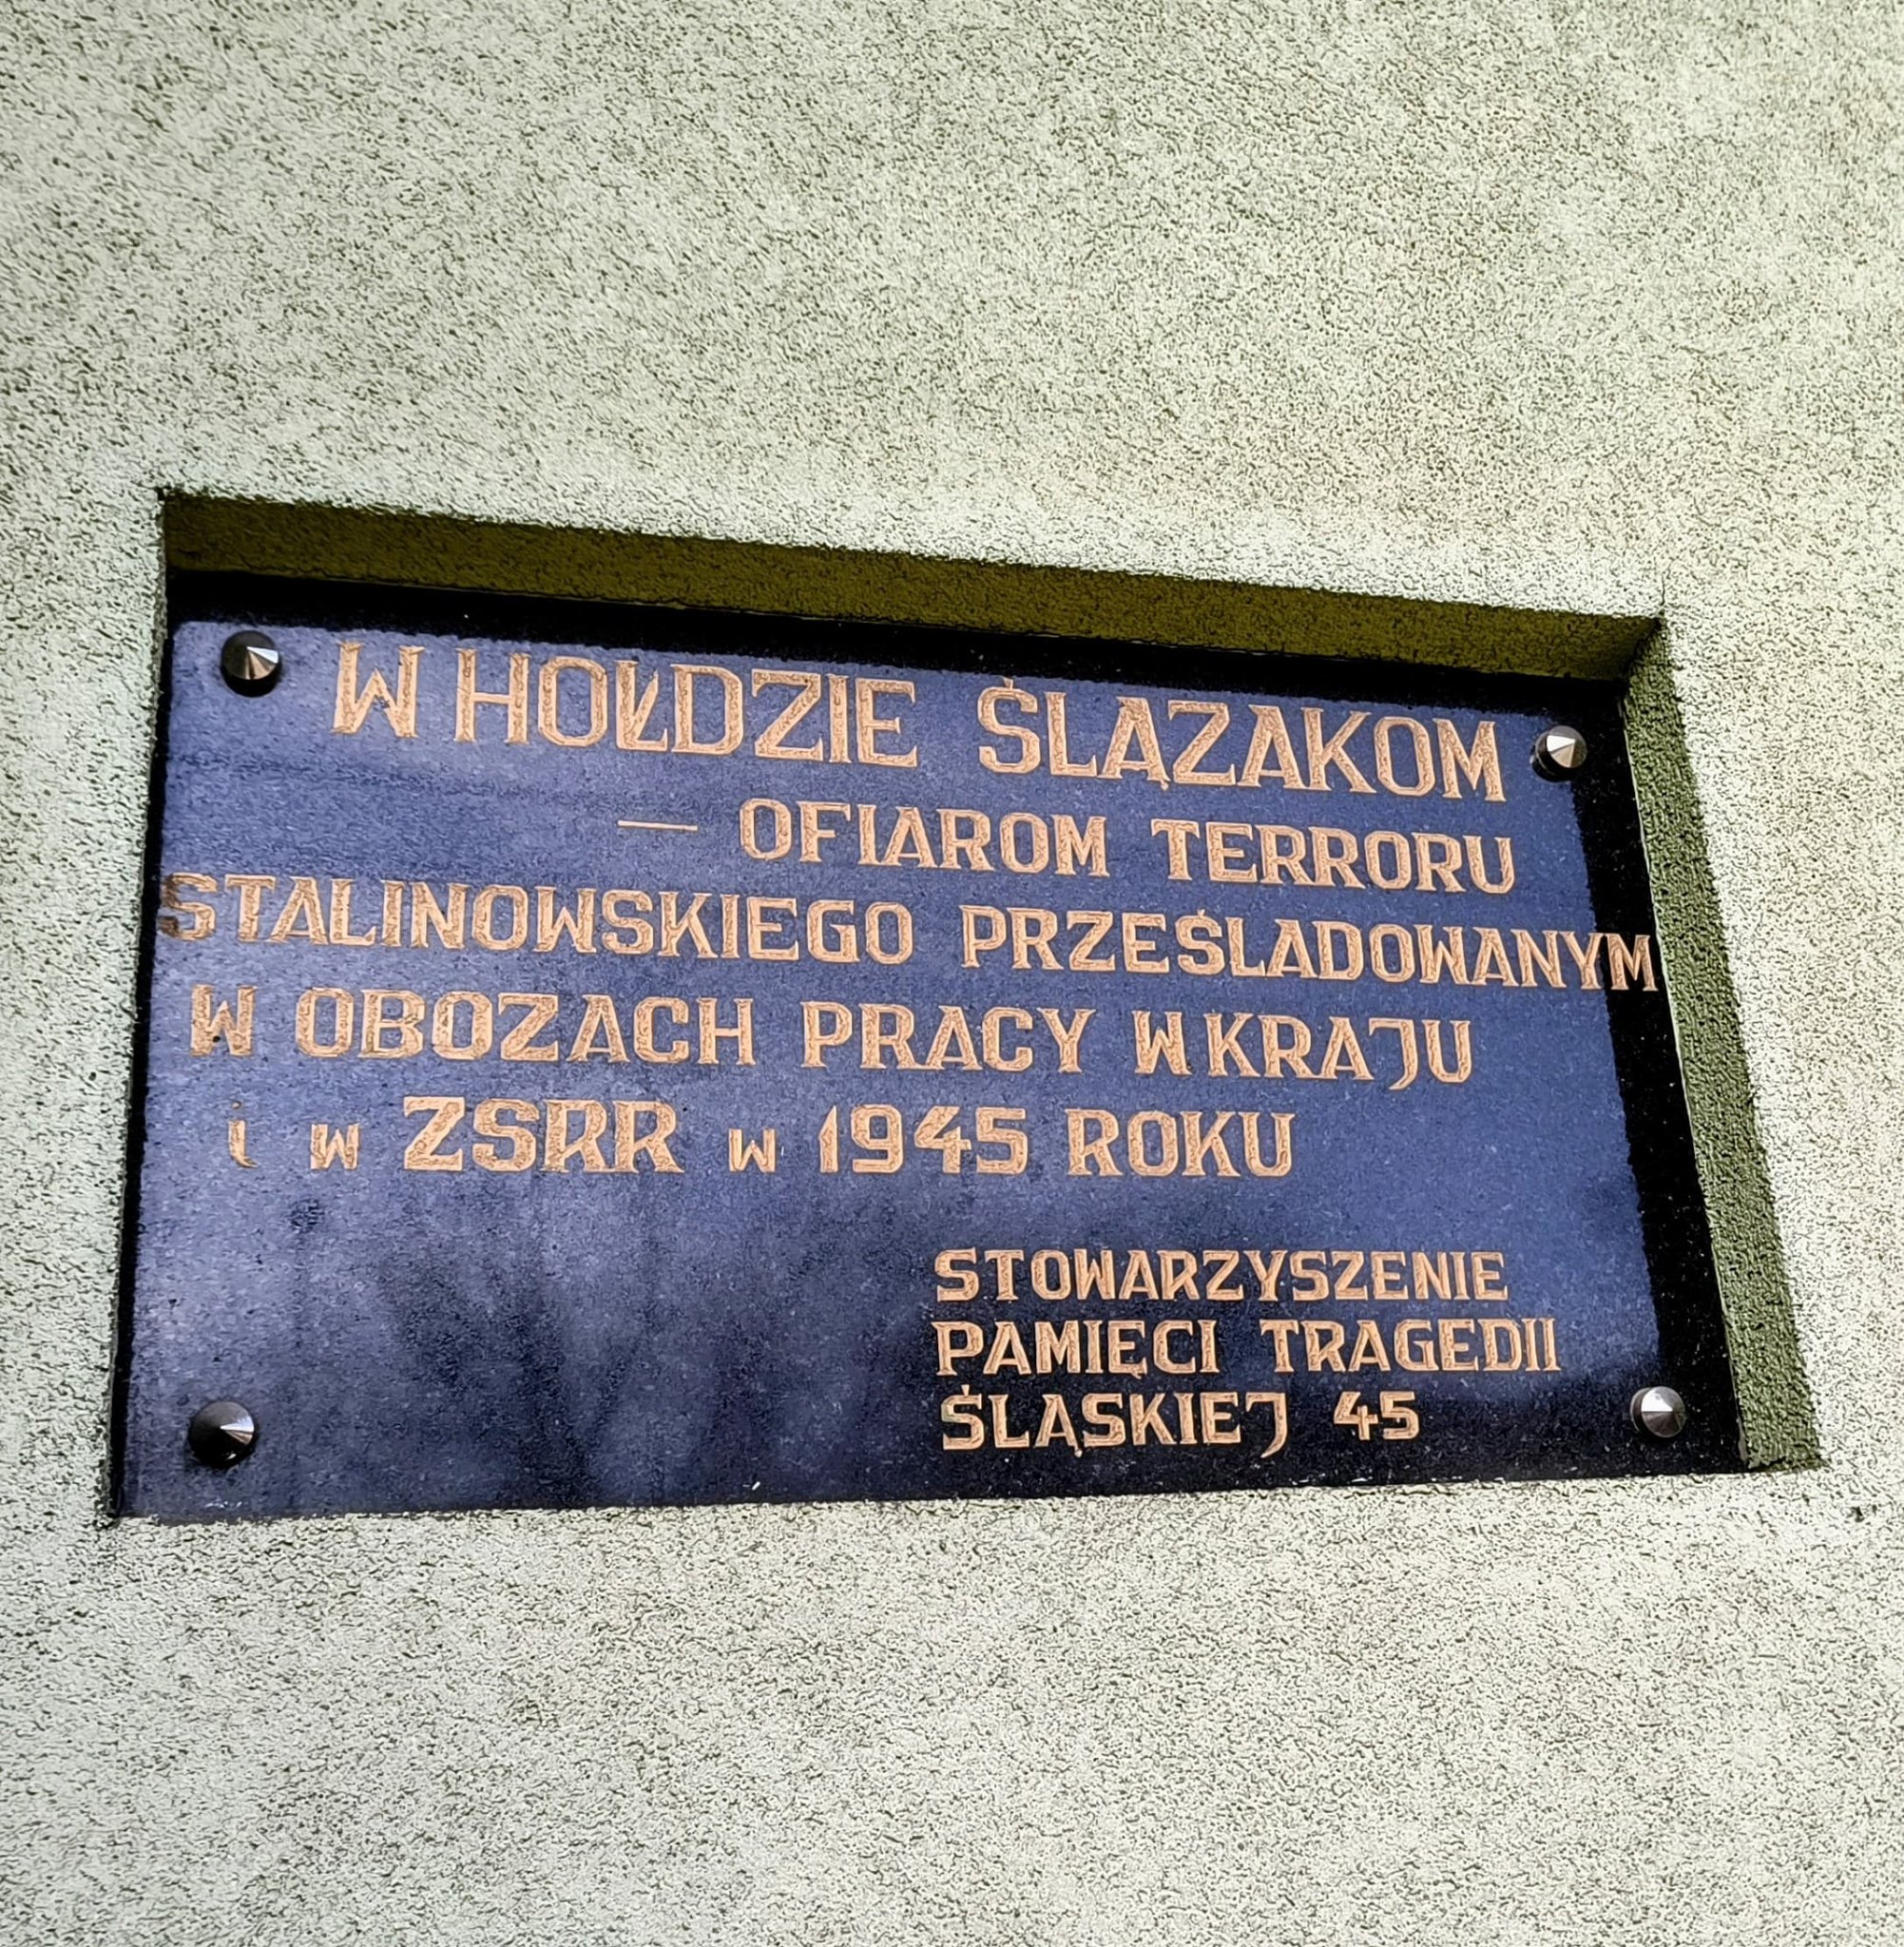 W HOŁDZIE ŚLĄZAKOM
— OFIAROM TERRORU
STALINOWSKIEGO PRZEŚLADOWANYM
W OBOZACH PRACY W KRAJU
i w ZSRR w 1945 ROKU
STOWARZYSZENIE
PAMIĘCI TRAGEDII
ŚLĄSKIEJ 45